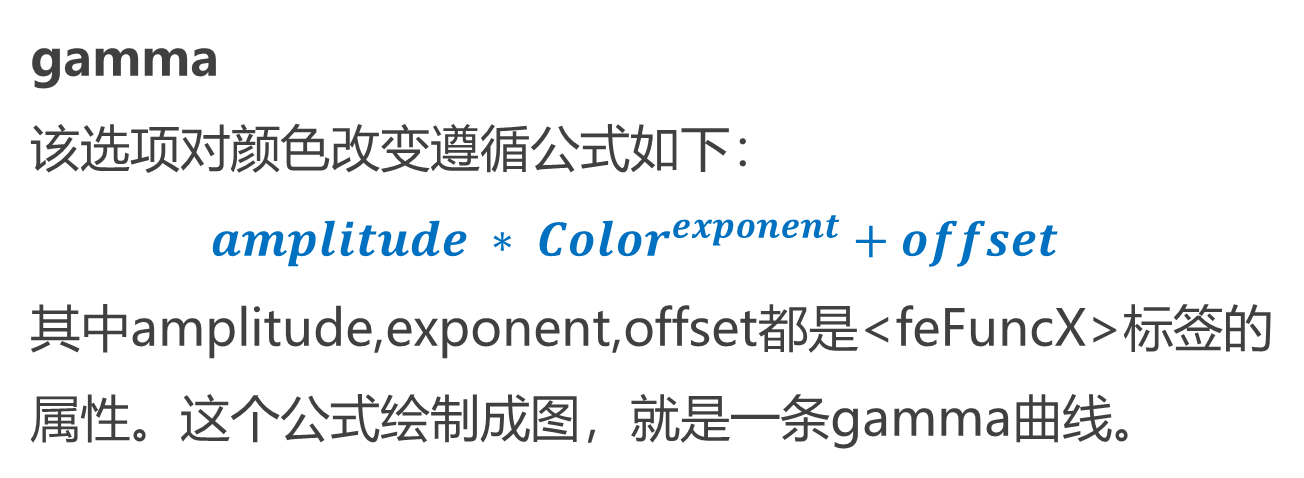 gamma
该选项对颜色改变遵循公式如下：
amplitude * Color^exponent + offset
其中amplitude,exponent,offset都是<feFuncX>标签的
属性。这个公式绘制成图，就是一条gamma曲线。